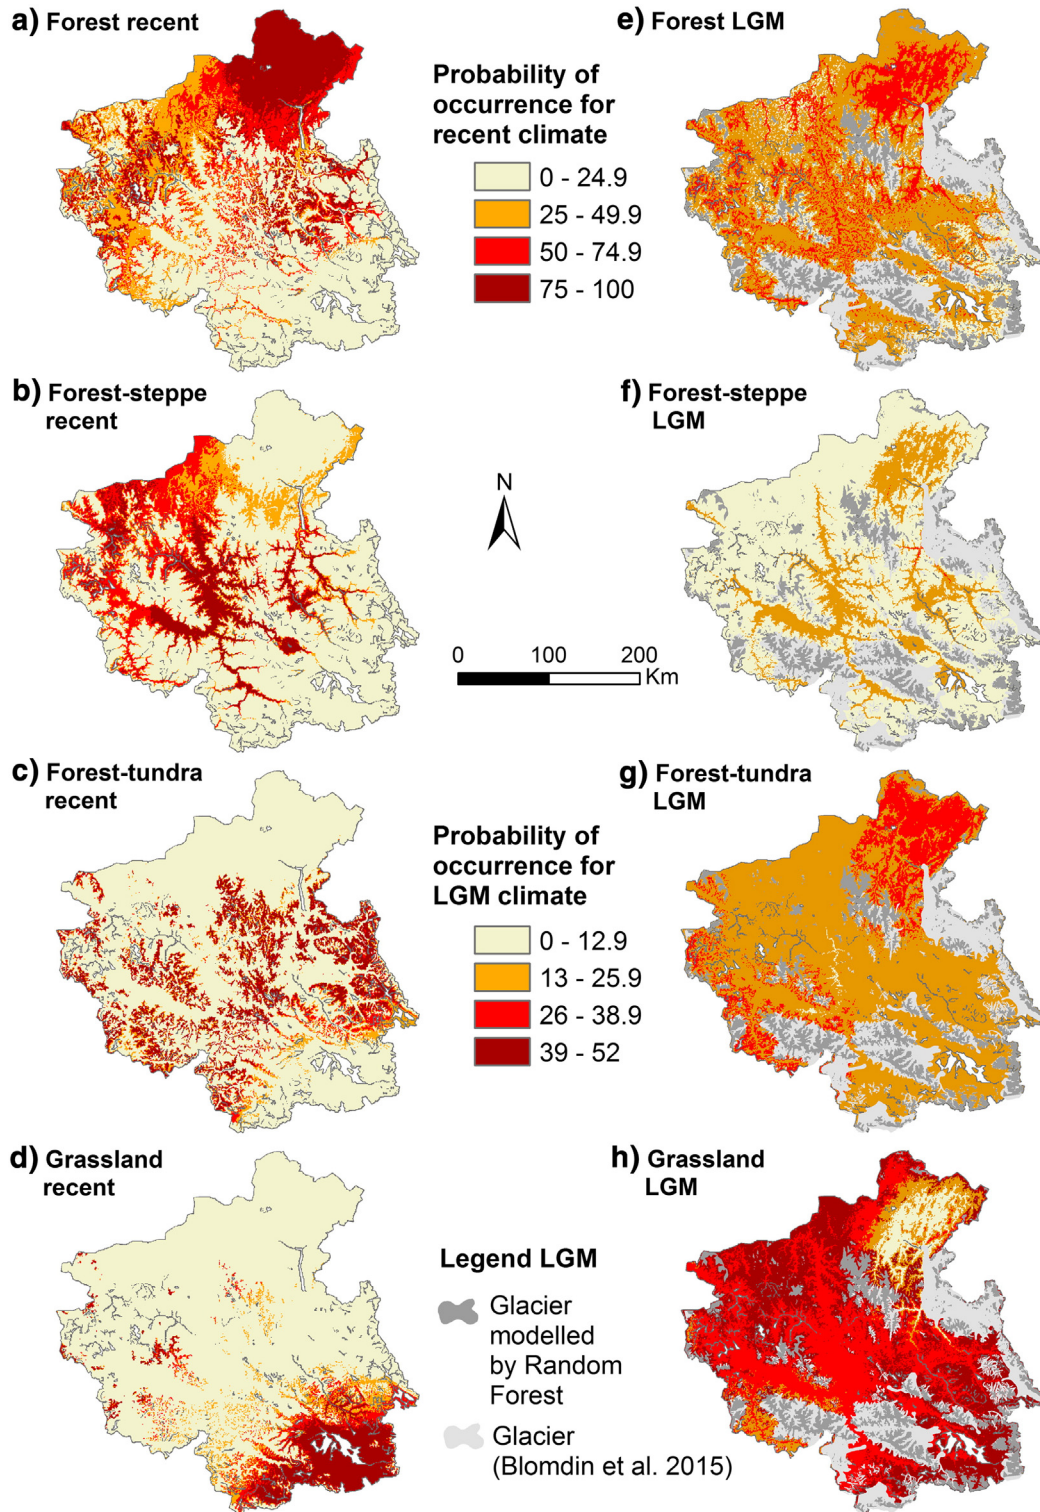 a) Forest recent
Probability of
occurrence for
recent climate
0 - 24.9
25 - 49.9
50 - 74.9
75 - 100
e) Forest LGM
b) Forest-steppe
recent
N
0 100 200
Km
f) Forest-steppe
LGM
c) Forest-tundra
recent
Probability of
occurrence for
LGM climate
0 - 12.9
13 - 25.9
26 - 38.9
39 - 52
g) Forest-tundra
LGM
d) Grassland
recent
Legend LGM
Glacier
modelled
by Random
Forest
Glacier
(Blomdin et al. 2015)
h) Grassland
LGM